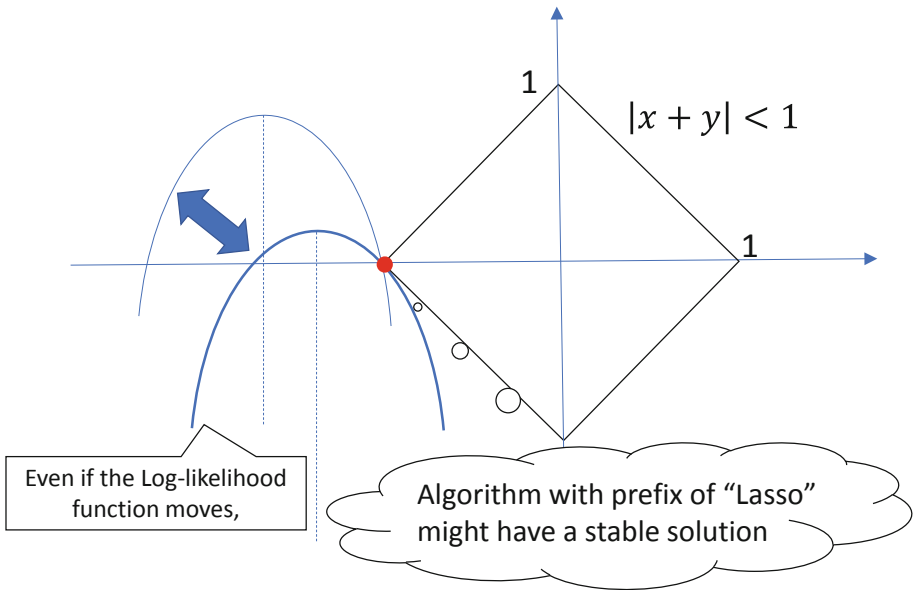 1
|x + y| < 1
1
Even if the Log-likelihood
function moves,
Algorithm with prefix of “Lasso”
might have a stable solution